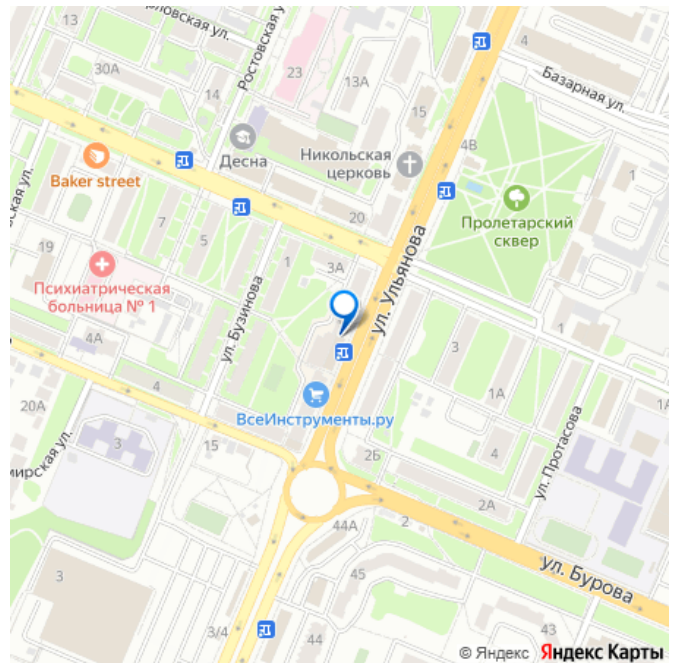 13
ловская ул.
Ростовская ул.
4
30А
23
13А
Базарная ул.
14
15
4В
Десна
Никольская
церковь
Baker street
Пролетарский
сквер
20
ская ул.
7
5
19
1
3А
ул. Ульянова
Психиатрическая
больница № 1
ул. Бузинова
1
4А
3
4
1А
1А
20А
ВсеИнструменты.ру
мирская ул.
3
15
2Б
4
ул. Протасова
2А
44А
2
ул. Бурова
3
45
3/4
44
43
© Яндекс Яндекс Карты